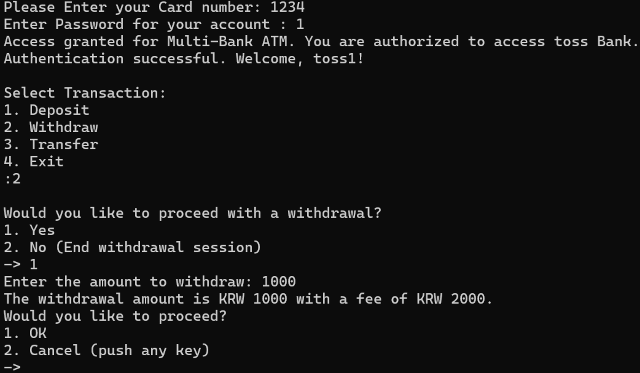 Please Enter your Card number: 1234
Enter Password for your account : 1
Access granted for Multi-Bank ATM. You are authorized to access toss Bank.
Authentication successful. Welcome, toss1!
Select Transaction:
1. Deposit
2. Withdraw
3. Transfer
4. Exit
:2
Would you like to proceed with a withdrawal?
1. Yes
2. No (End withdrawal session)
-> 1
Enter the amount to withdraw: 1000
The withdrawal amount is KRW 1000 with a fee of KRW 2000.
Would you like to proceed?
1. OK
2. Cancel (push any key)
->